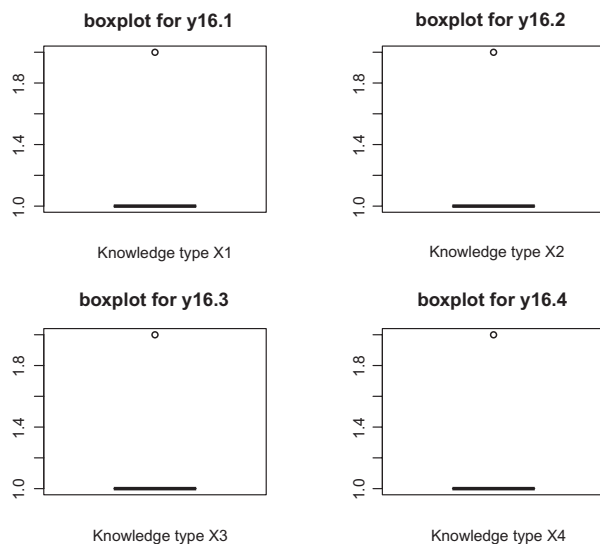 boxplot for y16.1
boxplot for y16.2
1.8
1.4
1.0
1.8
1.4
1.0
Knowledge type X1
Knowledge type X2
boxplot for y16.3
boxplot for y16.4
1.8
1.4
1.0
1.8
1.4
1.0
Knowledge type X3
Knowledge type X4